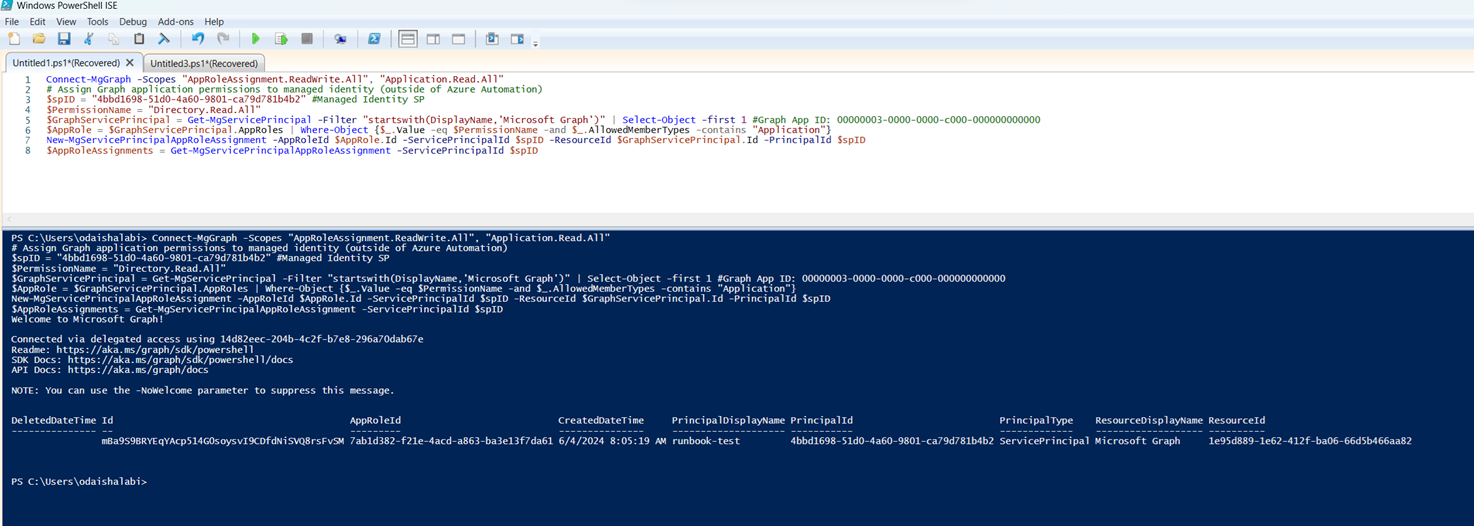 Windows PowerShell ISE
File Edit View Tools Debug Add-ons Help
Untitled1.ps1*(Recovered) X Untitled3.ps1*(Recovered)
1 Connect-MgGraph -Scopes "AppRoleAssignment.ReadWrite.All", "Application.Read.All"
2 # Assign Graph application permissions to managed identity (outside of Azure Automation)
3 $spID = "4bbd1698-51d0-4a60-9801-ca79d781b4b2" #Managed Identity SP
4 $PermissionName = "Directory.Read.All"
5 $GraphServicePrincipal = Get-MgServicePrincipal -Filter "startswith(DisplayName,'Microsoft Graph')" | Select-Object -first 1 #Graph App ID: 00000003-0000-0000-c000-000000000000
6 $AppRole = $GraphServicePrincipal.AppRoles | Where-Object {$_.Value -eq $PermissionName -and $_.AllowedMemberTypes -contains "Application"}
7 New-MgServicePrincipalAppRoleAssignment -AppRoleId $AppRole.Id -ServicePrincipalId $spID -ResourceId $GraphServicePrincipal.Id -PrincipalId $spID
8 $AppRoleAssignments = Get-MgServicePrincipalAppRoleAssignment -ServicePrincipalId $spID
PS C:\Users\odaishalabi> Connect-MgGraph -Scopes "AppRoleAssignment.ReadWrite.All", "Application.Read.All"
# Assign Graph application permissions to managed identity (outside of Azure Automation)
$spID = "4bbd1698-51d0-4a60-9801-ca79d781b4b2" #Managed Identity SP
$PermissionName = "Directory.Read.All"
$GraphServicePrincipal = Get-MgServicePrincipal -Filter "startswith(DisplayName,'Microsoft Graph')" | Select-Object -first 1 #Graph App ID: 00000003-0000-0000-c000-000000000000
$AppRole = $GraphServicePrincipal.AppRoles | Where-Object {$_.Value -eq $PermissionName -and $_.AllowedMemberTypes -contains "Application"}
New-MgServicePrincipalAppRoleAssignment -AppRoleId $AppRole.Id -ServicePrincipalId $spID -ResourceId $GraphServicePrincipal.Id -PrincipalId $spID
$AppRoleAssignments = Get-MgServicePrincipalAppRoleAssignment -ServicePrincipalId $spID
Welcome to Microsoft Graph!
Connected via delegated access using 14d82eec-204b-4c2f-b7e8-296a70dab67e
Readme: https://aka.ms/graph/sdk/powershell
SDK Docs: https://aka.ms/graph/sdk/powershell/docs
API Docs: https://aka.ms/graph/docs
NOTE: You can use the -NoWelcome parameter to suppress this message.
DeletedDateTime Id AppRoleId CreatedDateTime PrincipalDisplayName PrincipalId PrincipalType ResourceDisplayName ResourceId
--------------- -- --------- --------------- -------------------- ----------- ------------- ------------------- ----------
mBa9S9BRYEqYAcp514GOsoysvI9CDfdNiSVQ8rsFvSM 7ab1d382-f21e-4acd-a863-ba3e13f7da61 6/4/2024 8:05:19 AM runbook-test 4bbd1698-51d0-4a60-9801-ca79d781b4b2 ServicePrincipal Microsoft Graph 1e95d889-1e62-412f-ba06-66d5b466aa82
PS C:\Users\odaishalabi>